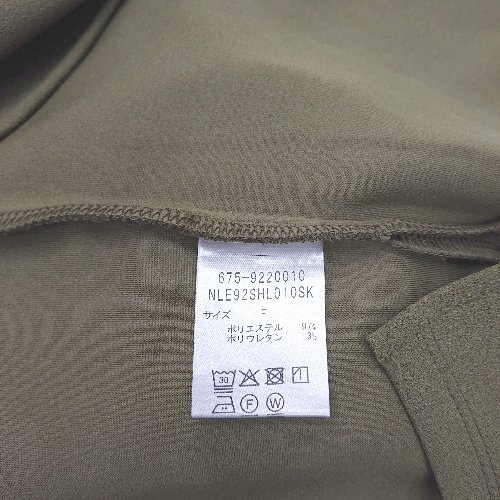 675-9220010
NLE92SHL010SK
サイズ F
ポリエステル 97%
ポリウレタン 3%
30
F W